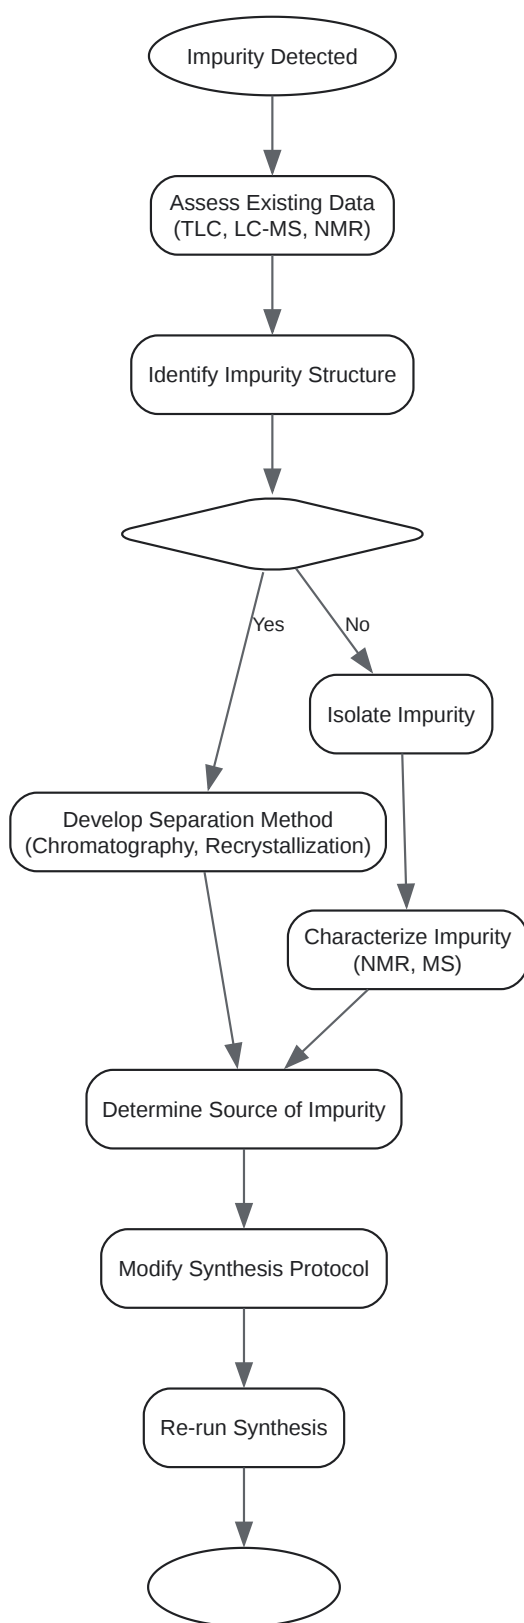 Impurity Detected
Assess Existing Data
(TLC, LC-MS, NMR)
Identify Impurity Structure
Yes
No
Isolate Impurity
Develop Separation Method
(Chromatography, Recrystallization)
Characterize Impurity
(NMR, MS)
Determine Source of Impurity
Modify Synthesis Protocol
Re-run Synthesis